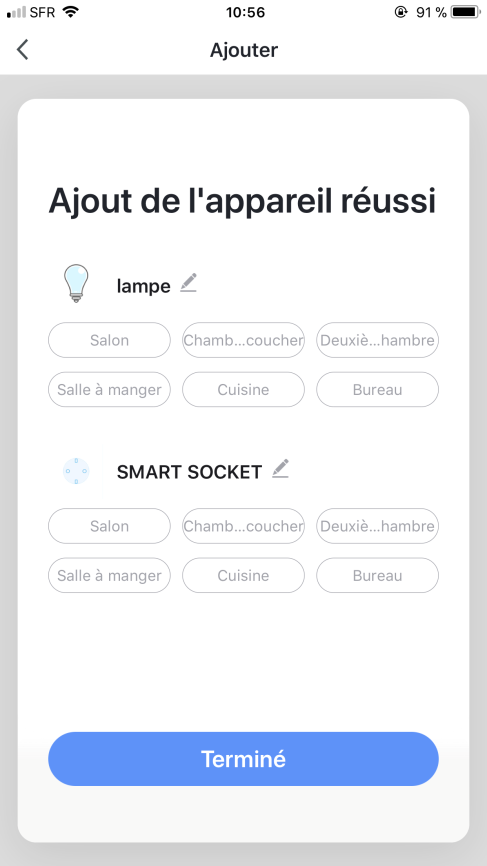 SFR 10:56 91 %
Ajouter
Ajout de l'appareil réussi
lampe
Salon Chamb...coucher Deuxiè...hambre
Salle à manger Cuisine Bureau
SMART SOCKET
Salon Chamb...coucher Deuxiè...hambre
Salle à manger Cuisine Bureau
Terminé